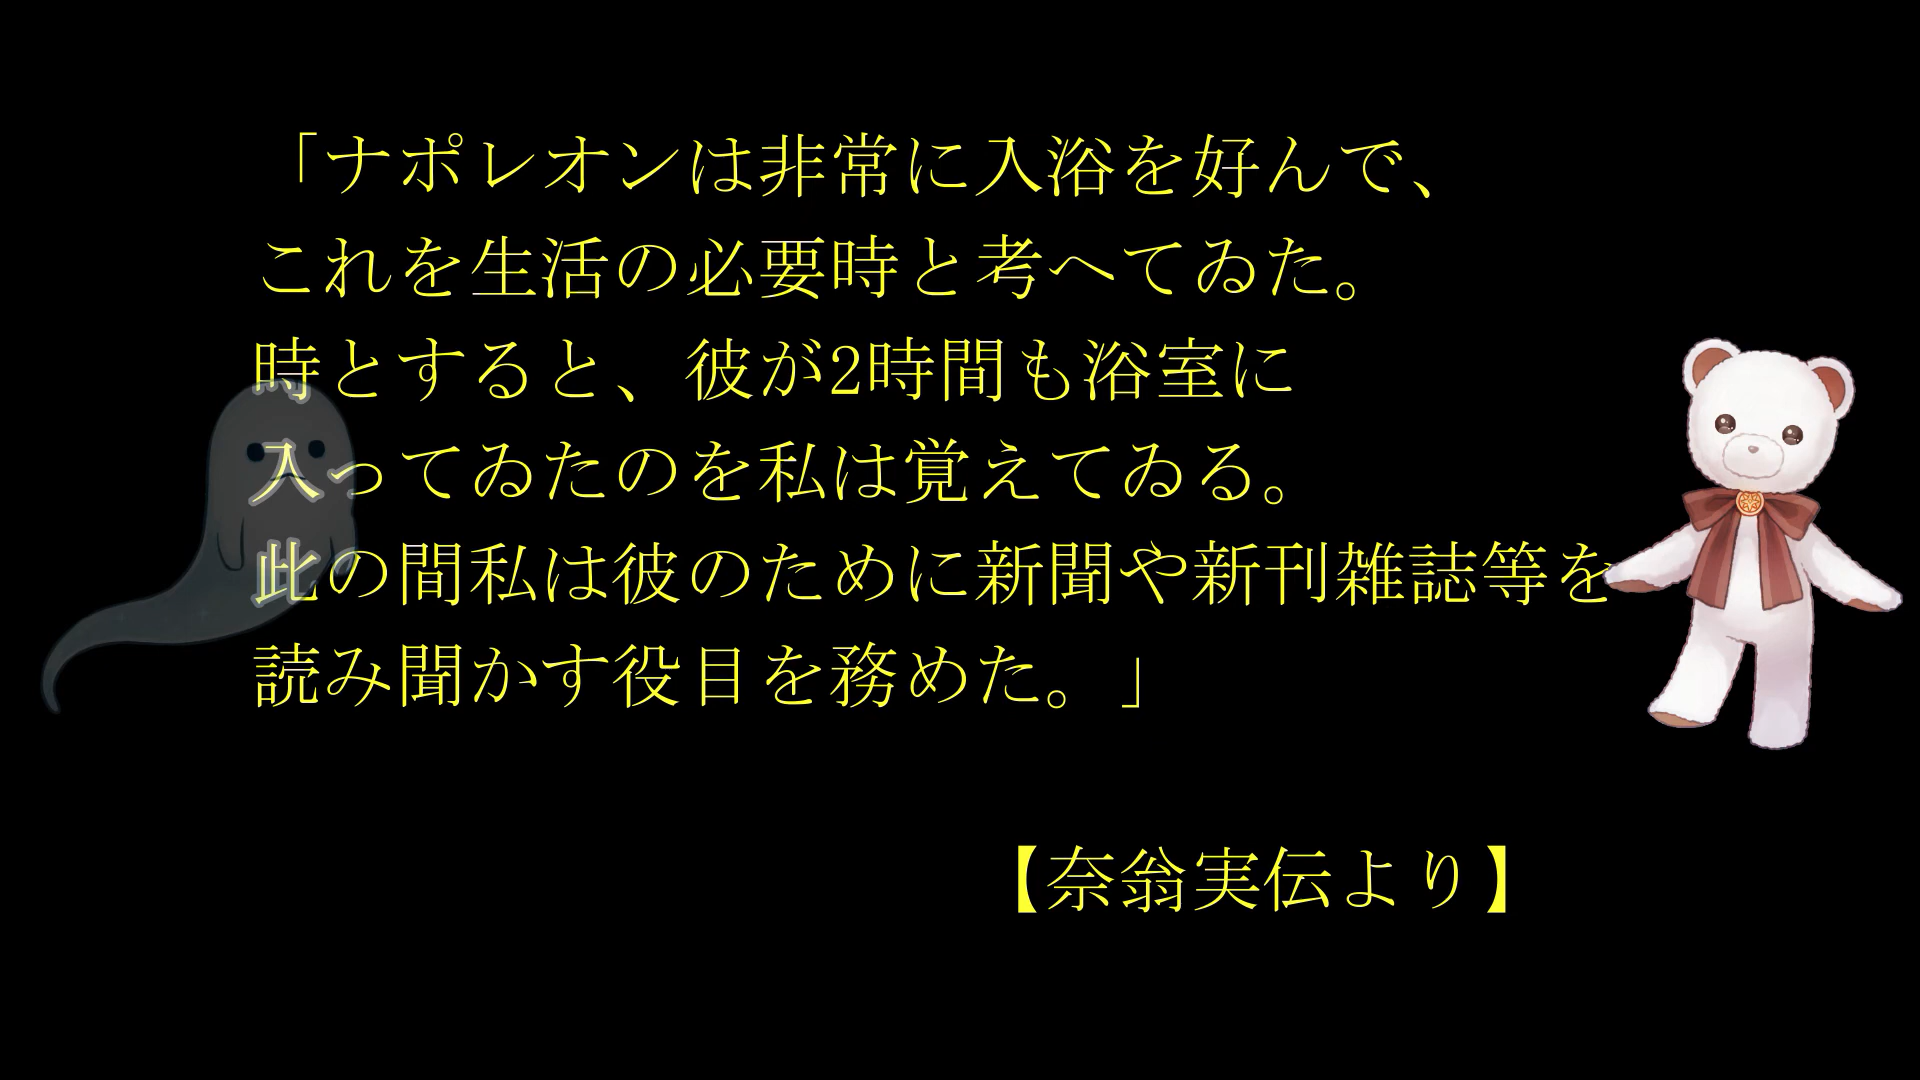 「ナポレオンは非常に入浴を好んで、
これを生活の必要時と考へてゐた。
時とすると、彼が2時間も浴室に
入ってゐたのを私は覚えてゐる。
此の間私は彼のために新聞や新刊雑誌等を
読み聞かす役目を務めた。」
【奈翁実伝より】